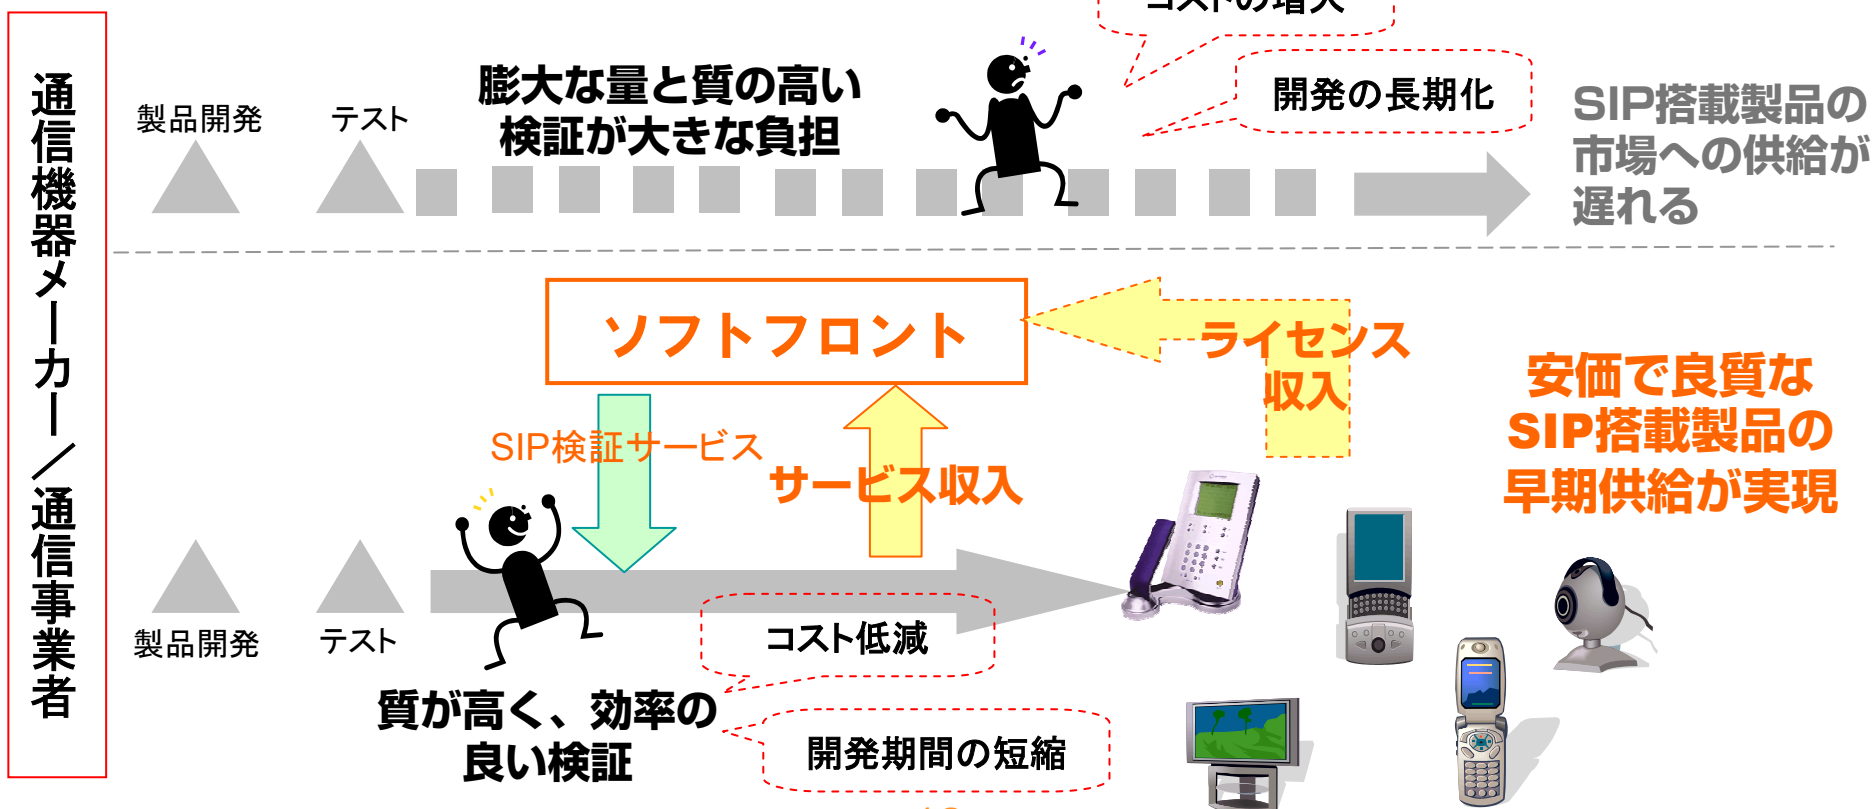 通信機器メーカー／通信事業者
コストの増大
開発の長期化
膨大な量と質の高い
検証が大きな負担
製品開発
テスト
SIP搭載製品の
市場への供給が
遅れる
ソフトフロント
ライセンス
収入
SIP検証サービス
サービス収入
安価で良質な
SIP搭載製品の
早期供給が実現
製品開発
テスト
コスト低減
質が高く、効率の
良い検証
開発期間の短縮